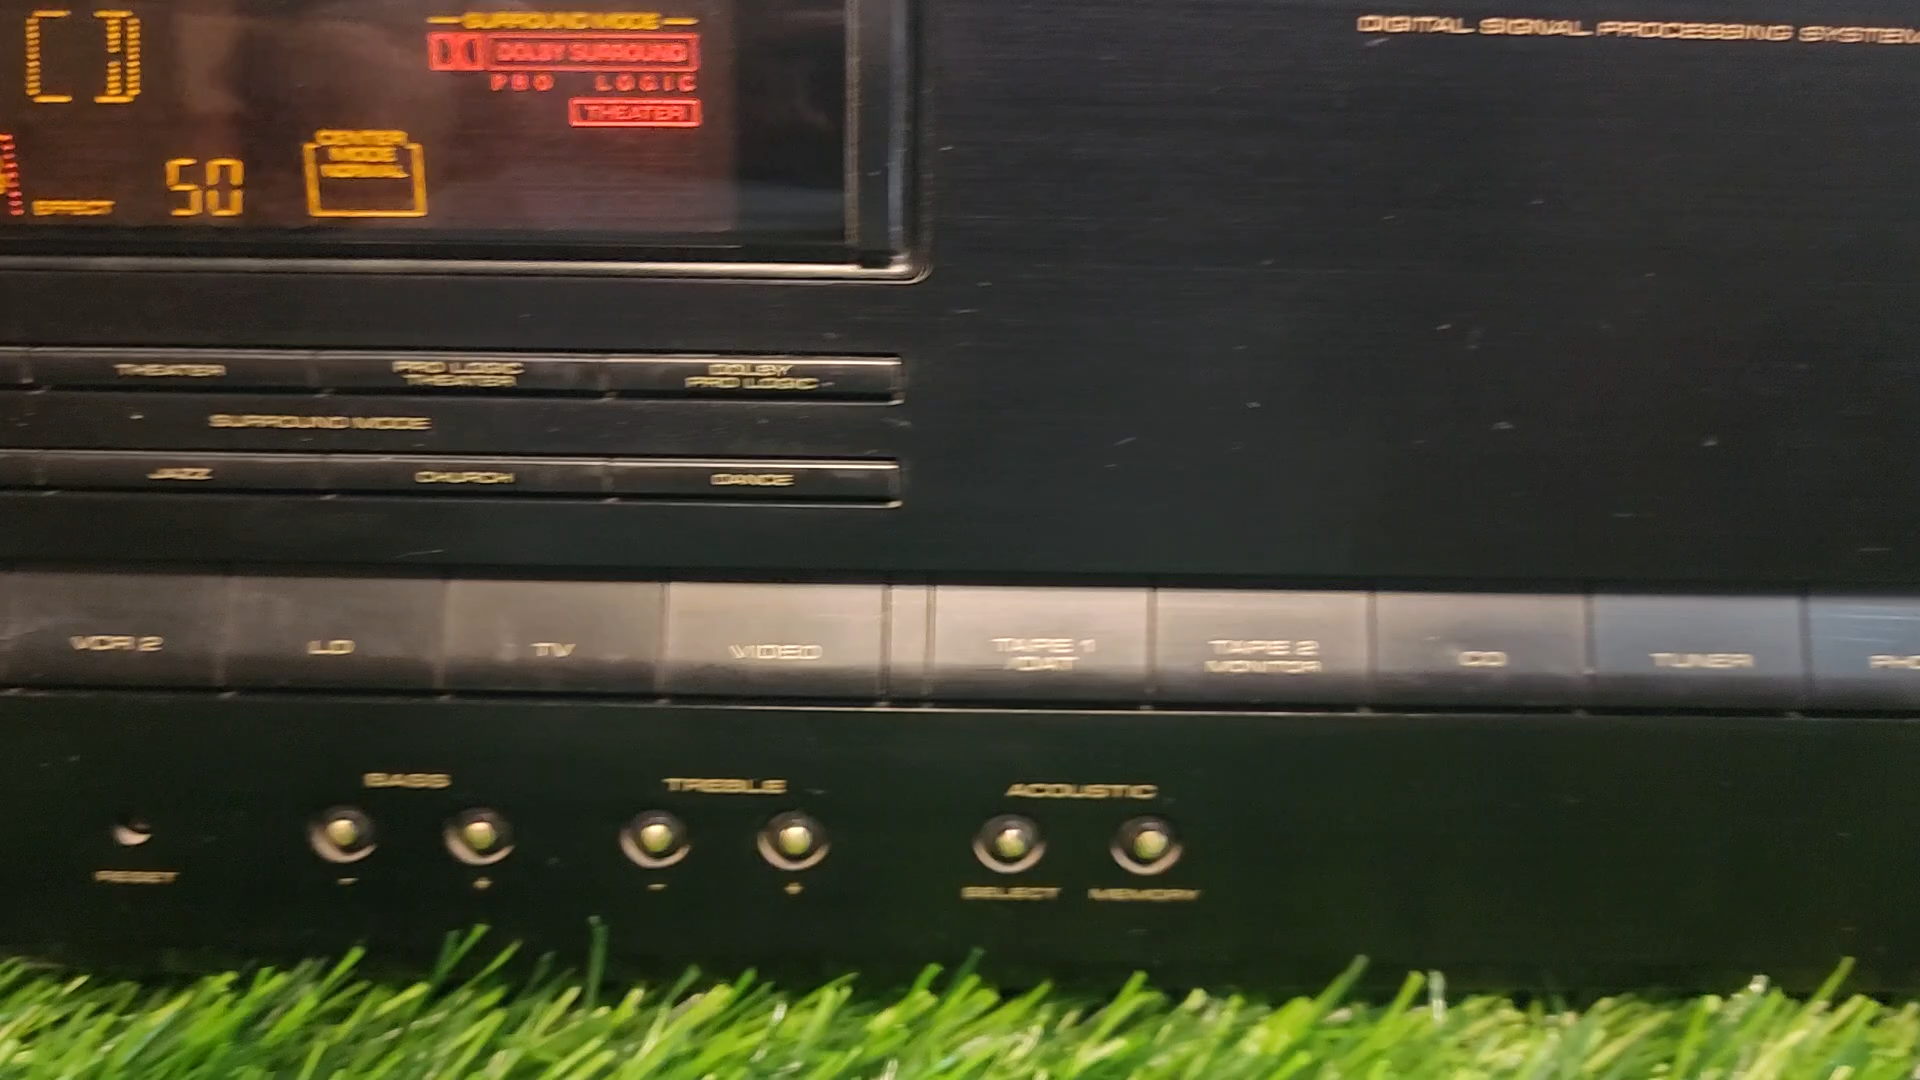 SURROUND MODE
DOLBY SURROUND
PRO LOGIC
THEATER
DIGITAL SIGNAL PROCESSING SYSTEM
CENTER
MODE
NORMAL
EFFECT 50
THEATER
PRO LOGIC
THEATER
DOLBY
PRO LOGIC
SURROUND MODE
JAZZ
CHURCH
DANCE
VCR 2
LD
TV
VIDEO
TAPE 1
/DAT
TAPE 2
MONITOR
CD
TUNER
BASS
TREBLE
ACOUSTIC
RESET
-
+
-
+
SELECT
MEMORY